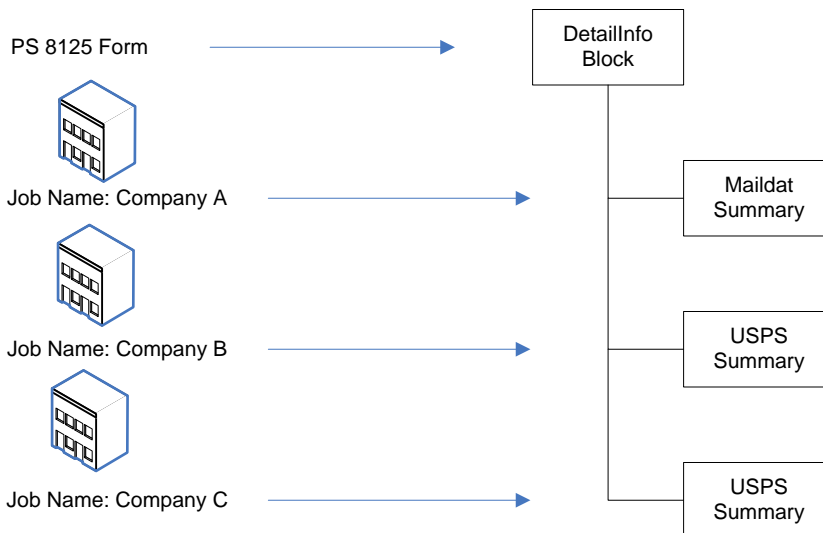 PS 8125 Form
DetailInfo
Block
Job Name: Company A
Maildat
Summary
Job Name: Company B
USPS
Summary
Job Name: Company C
USPS
Summary